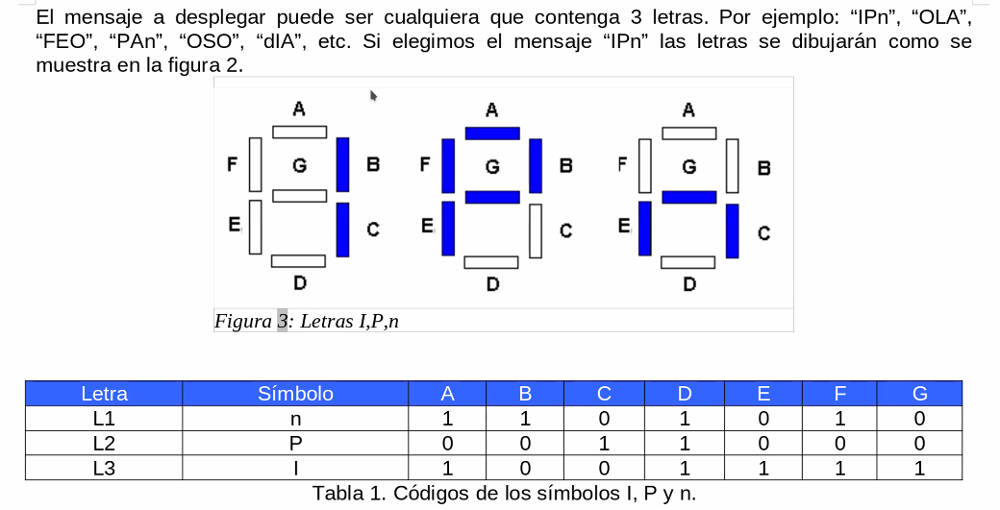 El mensaje a desplegar puede ser cualquiera que contenga 3 letras. Por ejemplo: “IPn”, “OLA”,
“FEO”, “PAn”, “OSO”, “dIA”, etc. Si elegimos el mensaje “IPn” las letras se dibujarán como se
muestra en la figura 2.
A A A
F G B F G B F G B
E C E C E C
D D D
Figura 3: Letras I,P,n
Letra Símbolo A B C D E F G
L1 n 1 1 0 1 0 1 0
L2 P 0 0 1 1 0 0 0
L3 I 1 0 0 1 1 1 1
Tabla 1. Códigos de los símbolos I, P y n.